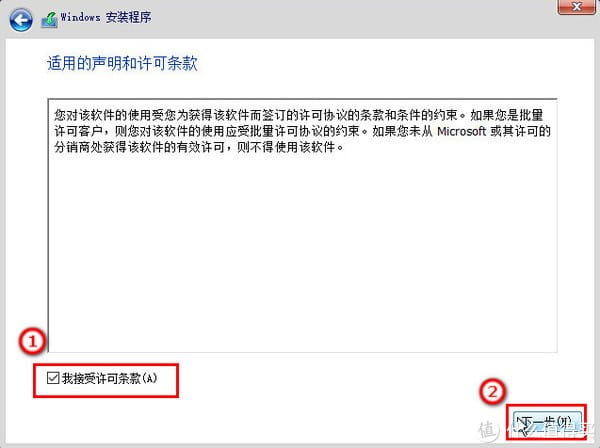 Windows 安装程序
适用的声明和许可条款
您对该软件的使用受您为获得该软件而签订的许可协议的条款和条件的约束。如果您是批量
许可客户，则您对该软件的使用应受批量许可协议的约束。如果您未从 Microsoft 或其许可的
分销商处获得该软件的有效许可，则不得使用该软件。
1
我接受许可条款(A)
2
下一步(N)
值 什么值得买